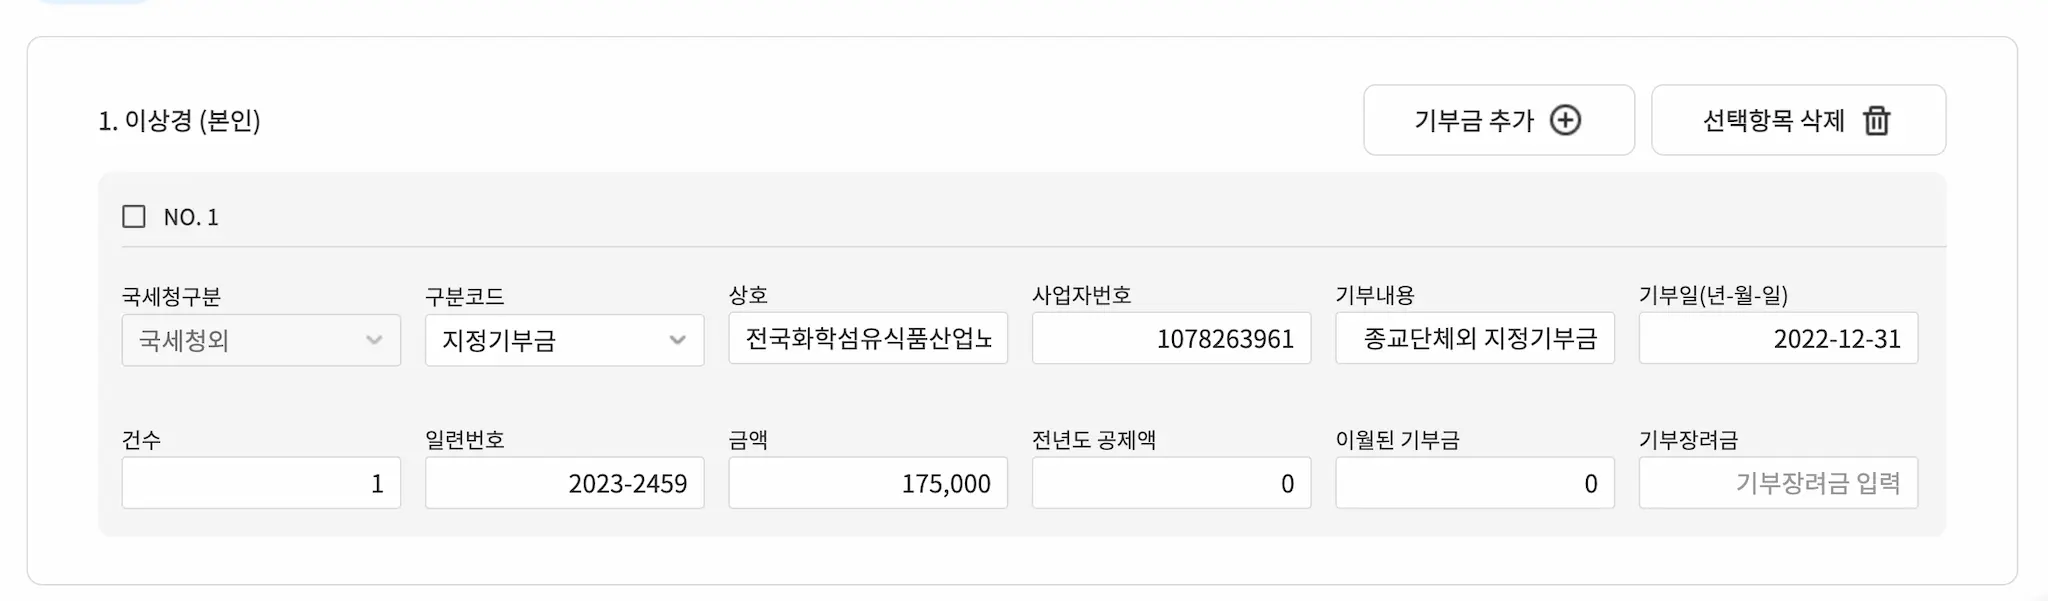 1. 이상경 (본인)
기부금 추가
선택항목 삭제
NO. 1
국세청구분 구분코드 상호 사업자번호 기부내용 기부일(년-월-일)
국세청외 지정기부금 전국화학섬유식품산업노 1078263961 종교단체외 지정기부금 2022-12-31
건수 일련번호 금액 전년도 공제액 이월된 기부금 기부장려금
1 2023-2459 175,000 0 0 기부장려금 입력